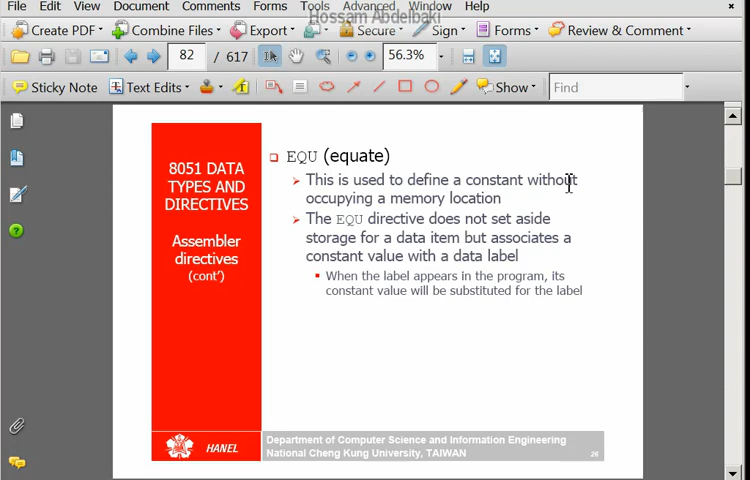 File Edit View Document Comments Forms Tools Advanced Window Help
Hossam Abdelbaki
Create PDF Combine Files Export Secure Sign Forms Review & Comment
82 / 617 56.3%
Sticky Note Text Edits Show Find
8051 DATA
TYPES AND
DIRECTIVES
Assembler
directives
(cont')
EQU (equate)
This is used to define a constant without
occupying a memory location
The EQU directive does not set aside
storage for a data item but associates a
constant value with a data label
When the label appears in the program, its
constant value will be substituted for the label
HANEL
Department of Computer Science and Information Engineering
National Cheng Kung University, TAIWAN
26